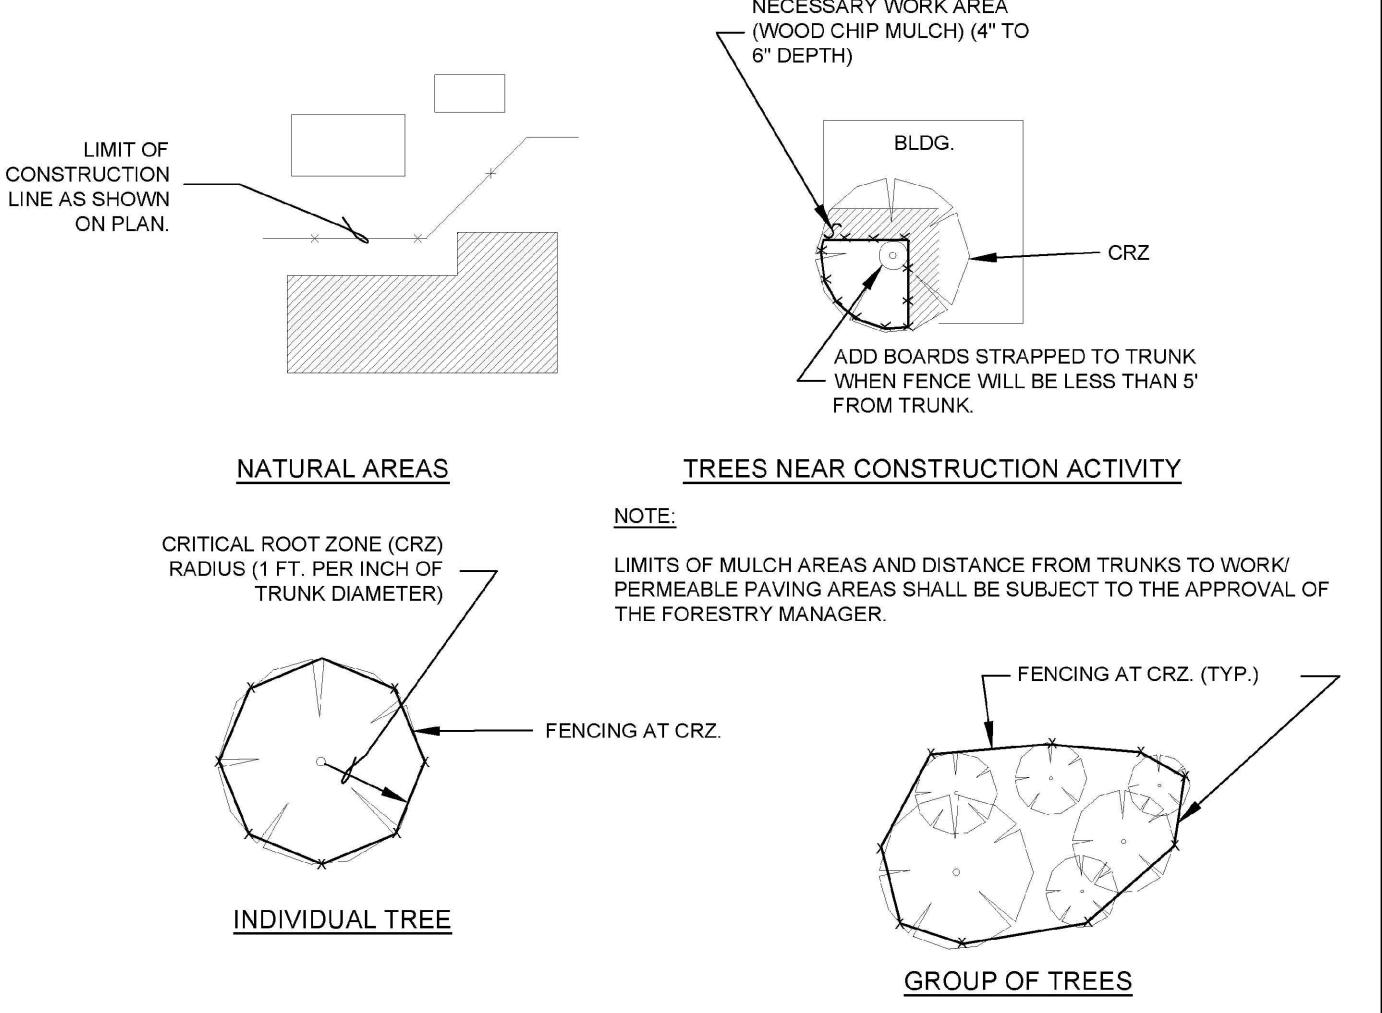 NECESSARY WORK AREA
(WOOD CHIP MULCH) (4" TO
6" DEPTH)
LIMIT OF
CONSTRUCTION
LINE AS SHOWN
ON PLAN.
BLDG.
CRZ
ADD BOARDS STRAPPED TO TRUNK
WHEN FENCE WILL BE LESS THAN 5'
FROM TRUNK.
NATURAL AREAS
TREES NEAR CONSTRUCTION ACTIVITY
NOTE:
LIMITS OF MULCH AREAS AND DISTANCE FROM TRUNKS TO WORK/
PERMEABLE PAVING AREAS SHALL BE SUBJECT TO THE APPROVAL OF
THE FORESTRY MANAGER.
CRITICAL ROOT ZONE (CRZ)
RADIUS (1 FT. PER INCH OF
TRUNK DIAMETER)
FENCING AT CRZ.
INDIVIDUAL TREE
FENCING AT CRZ. (TYP.)
GROUP OF TREES